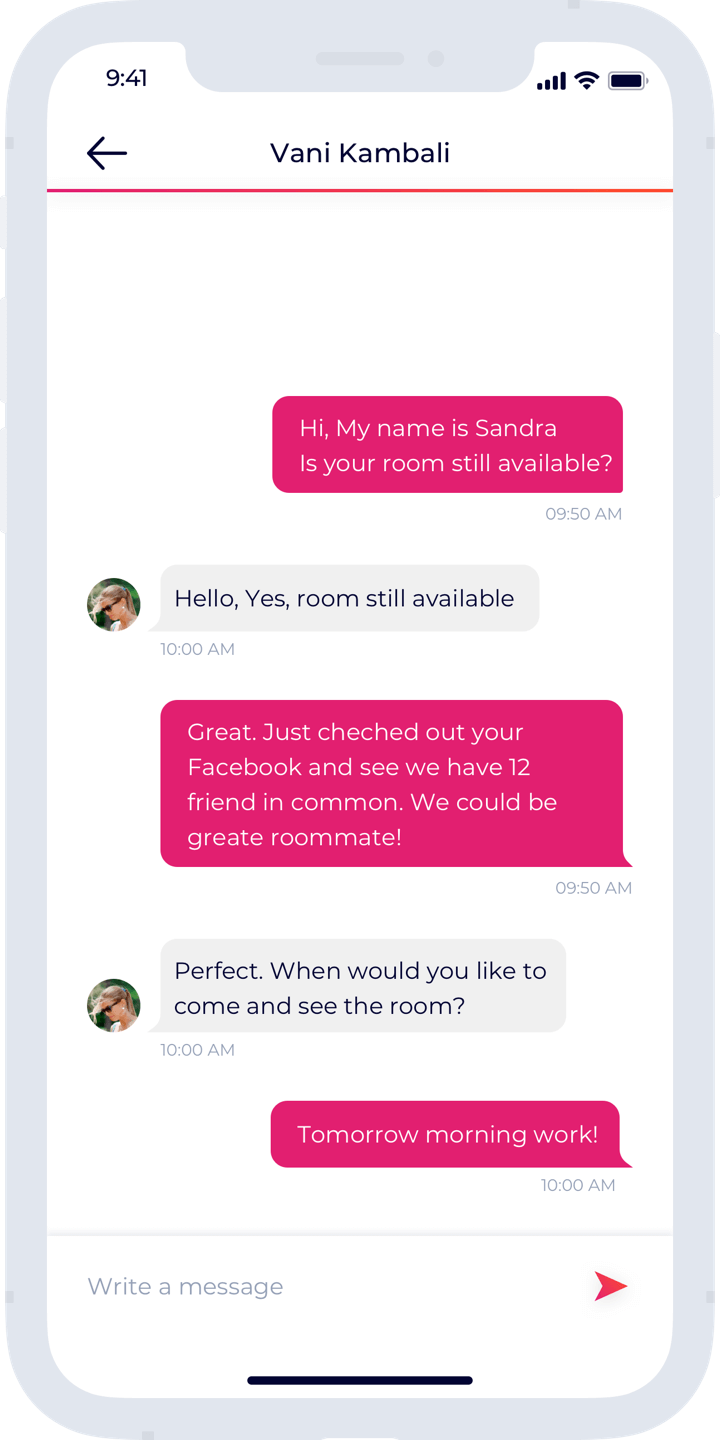 9:41
Vani Kambali
Hi, My name is Sandra
Is your room still available?
09:50 AM
Hello, Yes, room still available
10:00 AM
Great. Just cheched out your
Facebook and see we have 12
friend in common. We could be
greate roommate!
09:50 AM
Perfect. When would you like to
come and see the room?
10:00 AM
Tomorrow morning work!
10:00 AM
Write a message